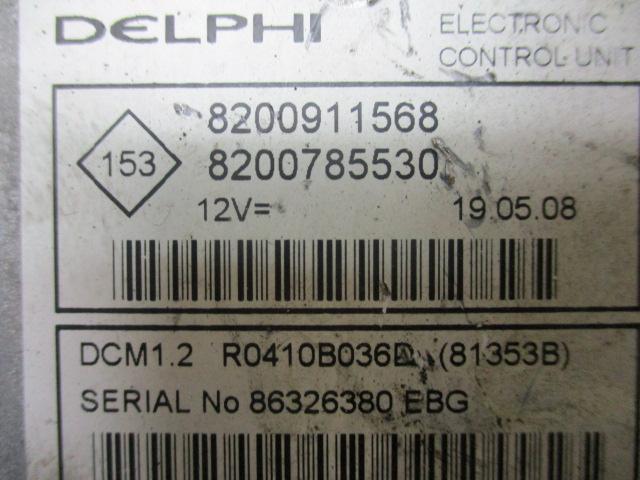 DELPHI
ELECTRONIC
CONTROL UNIT
153
8200911568
8200785530
12V=
19.05.08
DCM1.2 R0410B036D (81353B)
SERIAL No 86326380 EBG